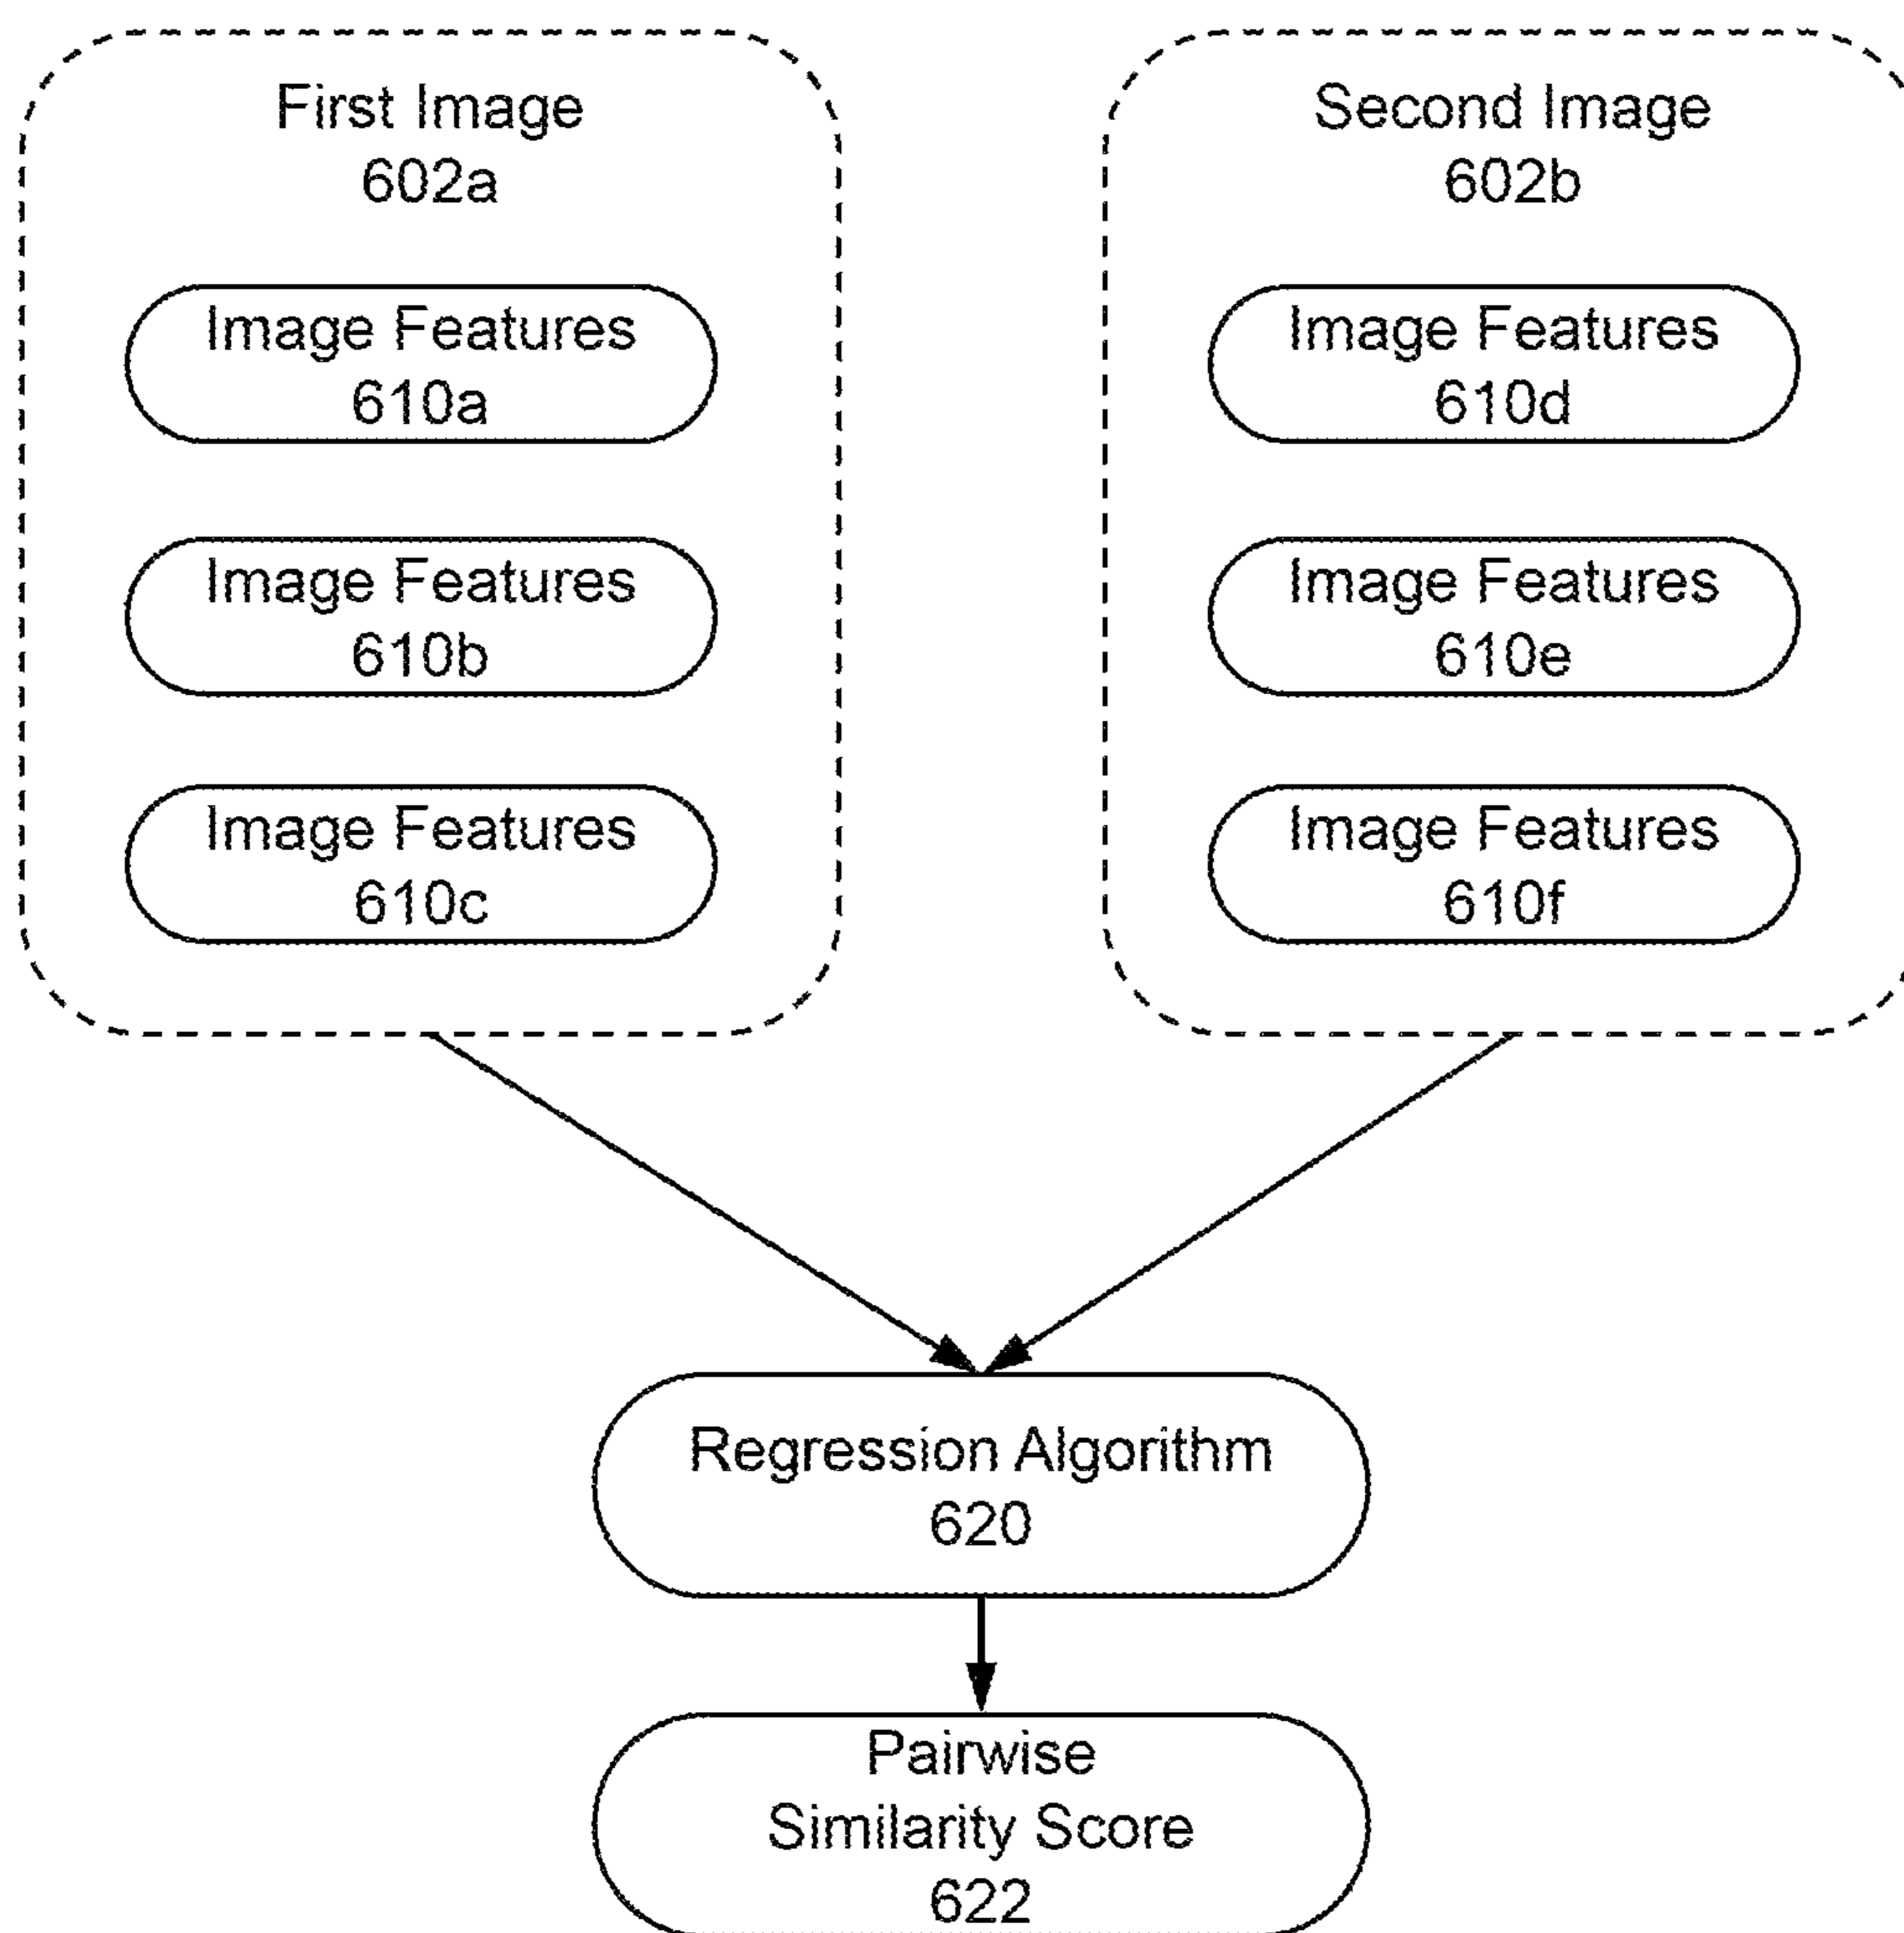 First Image
602a
Image Features
610a
Image Features
610b
Image Features
610c
Second Image
602b
Image Features
610d
Image Features
610e
Image Features
610f
Regression Algorithm
620
Pairwise
Similarity Score
622